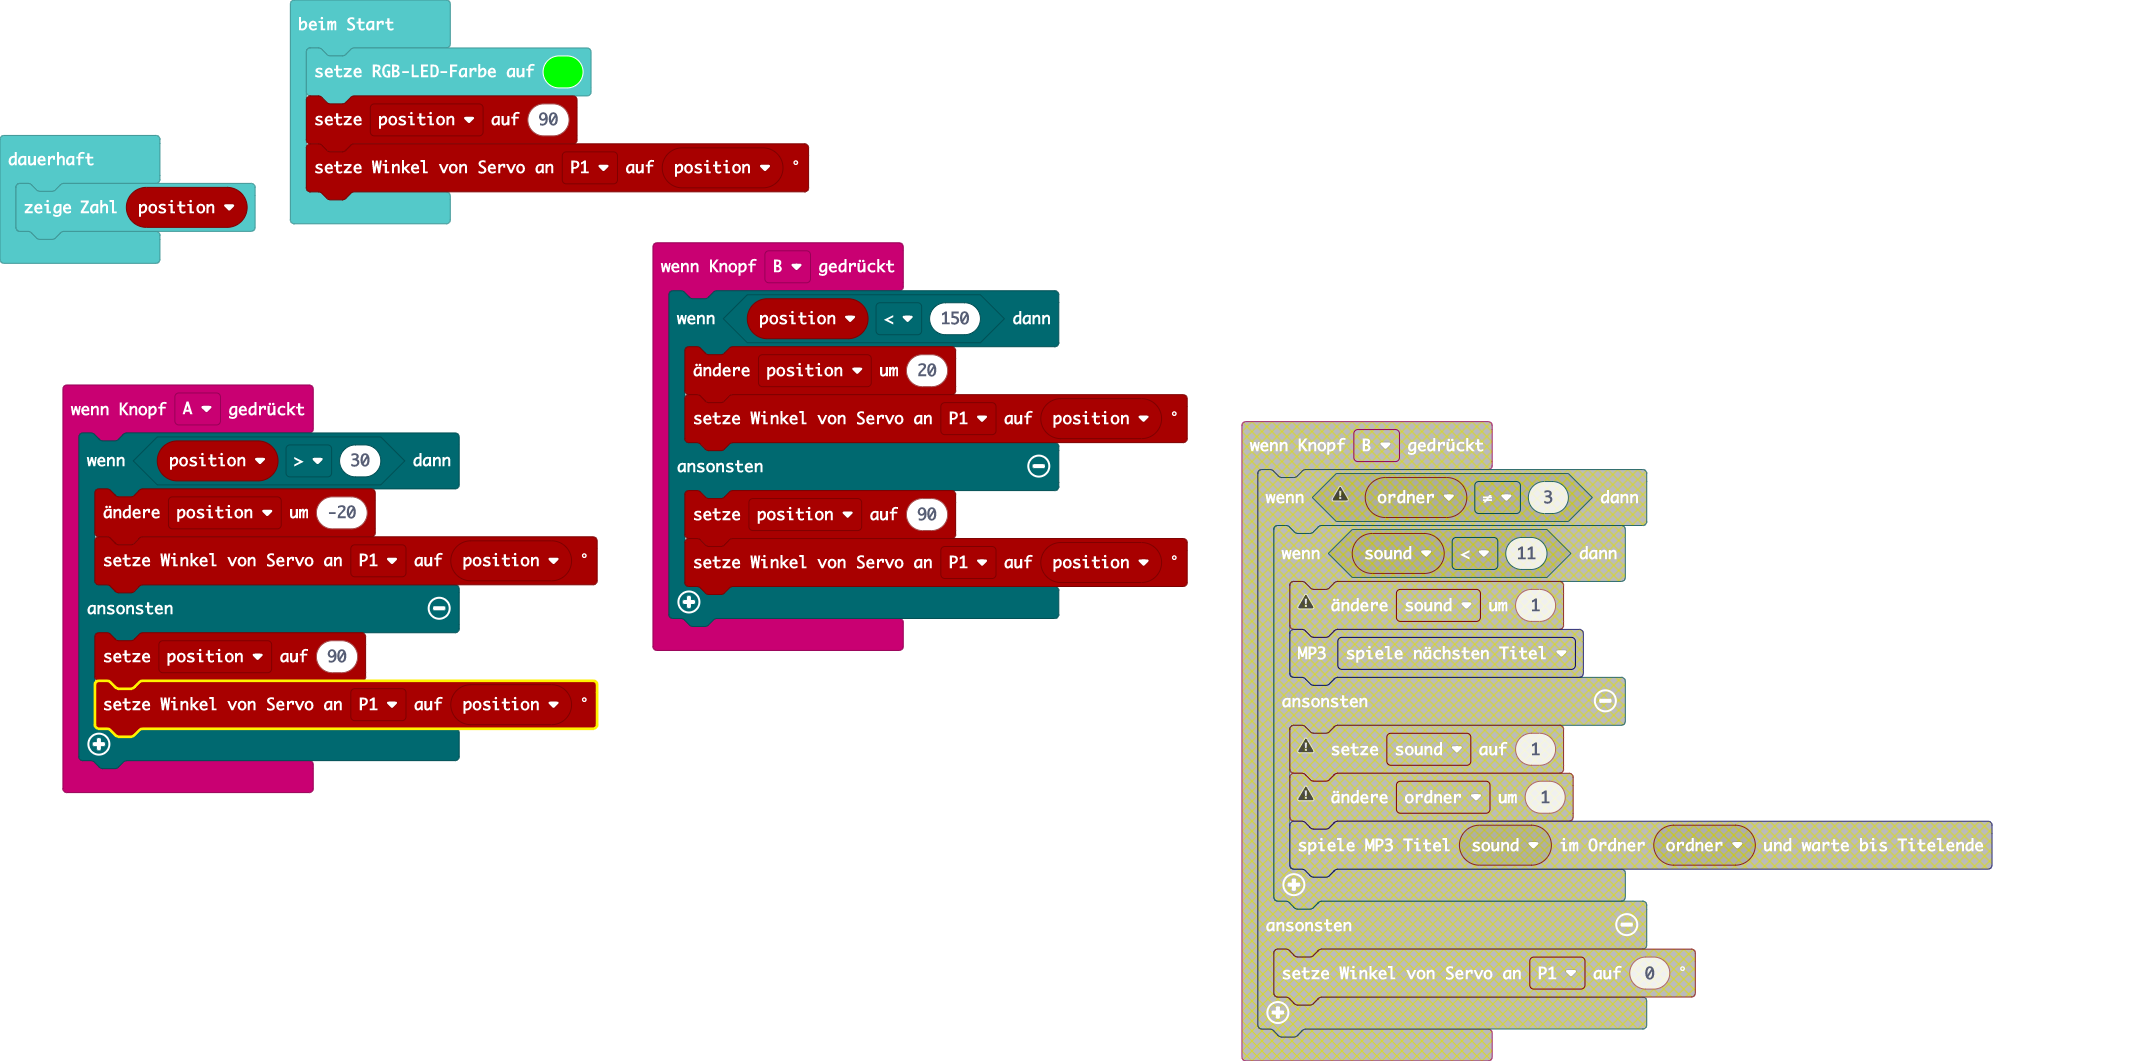 beim Start
setze RGB-LED-Farbe auf
setze position auf 90
setze Winkel von Servo an P1 auf position °
dauerhaft
zeige Zahl position
wenn Knopf B gedrückt
wenn position < 150 dann
ändere position um 20
setze Winkel von Servo an P1 auf position °
ansonsten
setze position auf 90
setze Winkel von Servo an P1 auf position °
wenn Knopf A gedrückt
wenn position > 30 dann
ändere position um -20
setze Winkel von Servo an P1 auf position °
ansonsten
setze position auf 90
setze Winkel von Servo an P1 auf position °
wenn Knopf B gedrückt
wenn ordner ≠ 3 dann
wenn sound < 11 dann
ändere sound um 1
MP3 spiele nächsten Titel
ansonsten
setze sound auf 1
ändere ordner um 1
spiele MP3 Titel sound im Ordner ordner und warte bis Titelende
ansonsten
setze Winkel von Servo an P1 auf 0 °